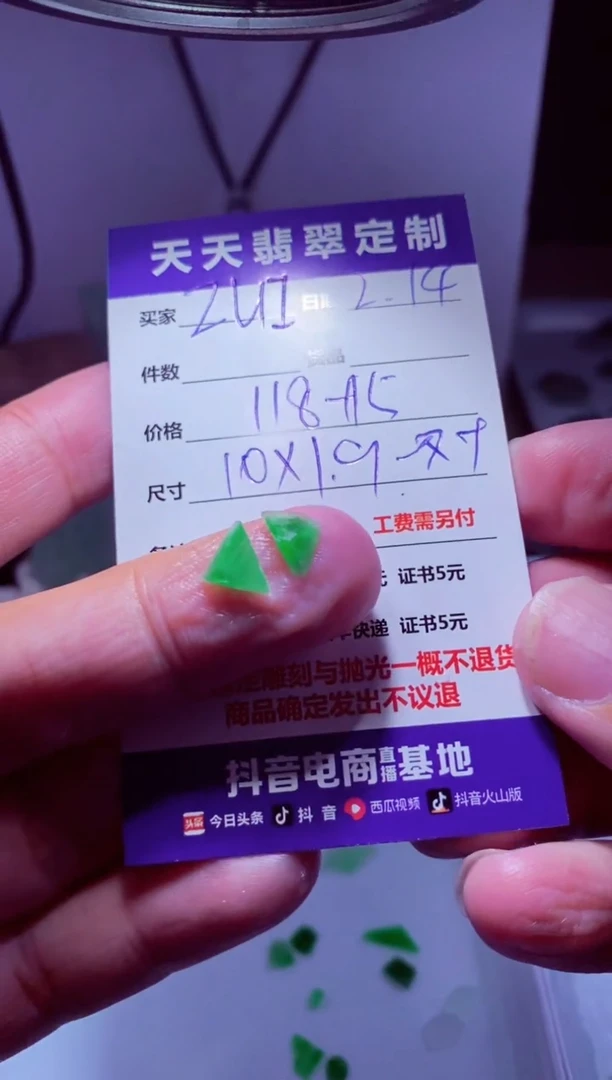 天天翡翠定制
买家 ZUI 日期 2.14
件数
价格 118
尺寸 10X1.9
工费需另付
证书5元
快递 证书5元
雕刻与抛光一概不退货
商品确定发出不议退
抖音电商直播基地
头条 今日头条 抖音 西瓜视频 抖音火山版